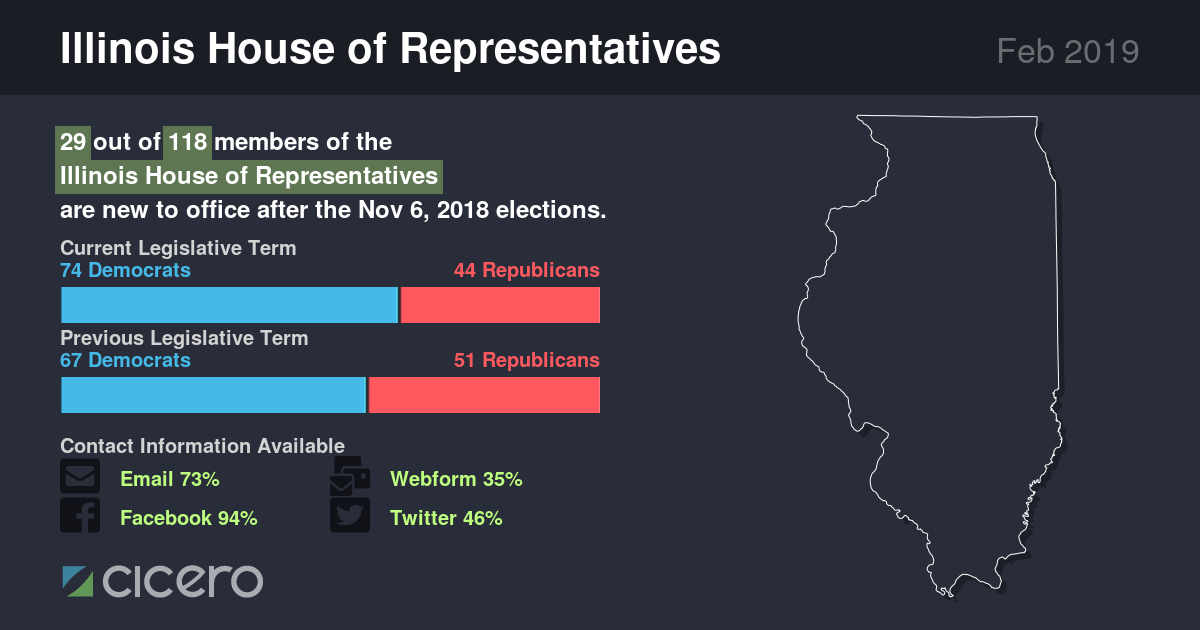 Illinois House of Representatives
Feb 2019
29 out of 118 members of the
Illinois House of Representatives
are new to office after the Nov 6, 2018 elections.
Current Legislative Term
74 Democrats 44 Republicans
Previous Legislative Term
67 Democrats 51 Republicans
Contact Information Available
Email 73% Webform 35%
Facebook 94% Twitter 46%
cicero